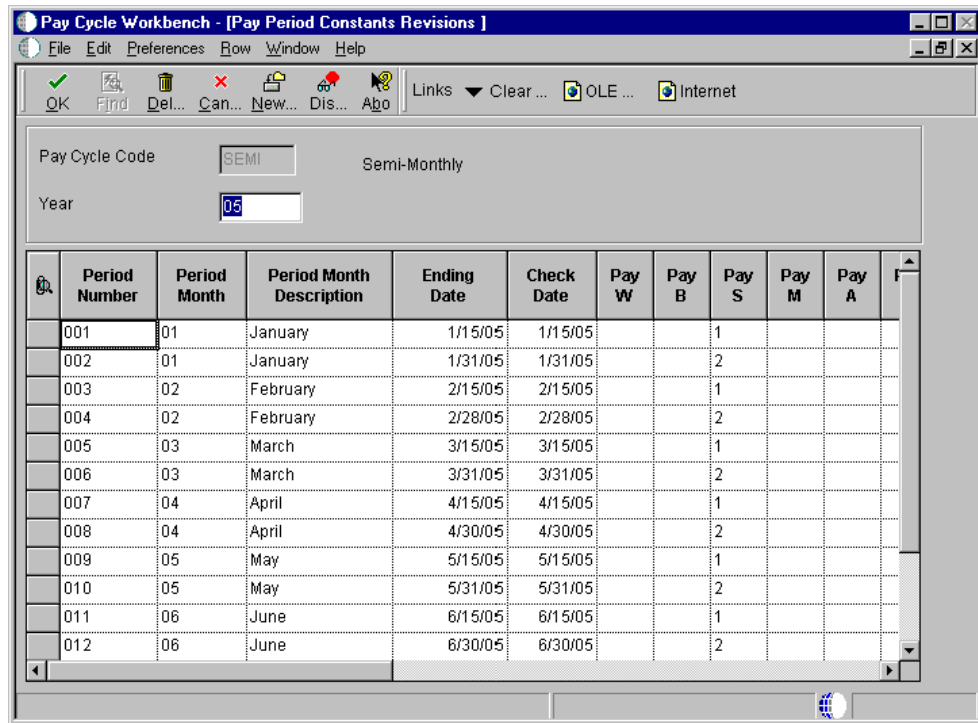 Pay Cycle Workbench - [Pay Period Constants Revisions ]
File Edit Preferences Row Window Help
OK Find Del... Can... New... Dis... Abo Links Clear ... OLE ... Internet
Pay Cycle Code SEMI Semi-Monthly
Year 05
Period Number Period Month Period Month Description Ending Date Check Date Pay W Pay B Pay S Pay M Pay A
001 01 January 1/15/05 1/15/05 1
002 01 January 1/31/05 1/31/05 2
003 02 February 2/15/05 2/15/05 1
004 02 February 2/28/05 2/28/05 2
005 03 March 3/15/05 3/15/05 1
006 03 March 3/31/05 3/31/05 2
007 04 April 4/15/05 4/15/05 1
008 04 April 4/30/05 4/30/05 2
009 05 May 5/15/05 5/15/05 1
010 05 May 5/31/05 5/31/05 2
011 06 June 6/15/05 6/15/05 1
012 06 June 6/30/05 6/30/05 2